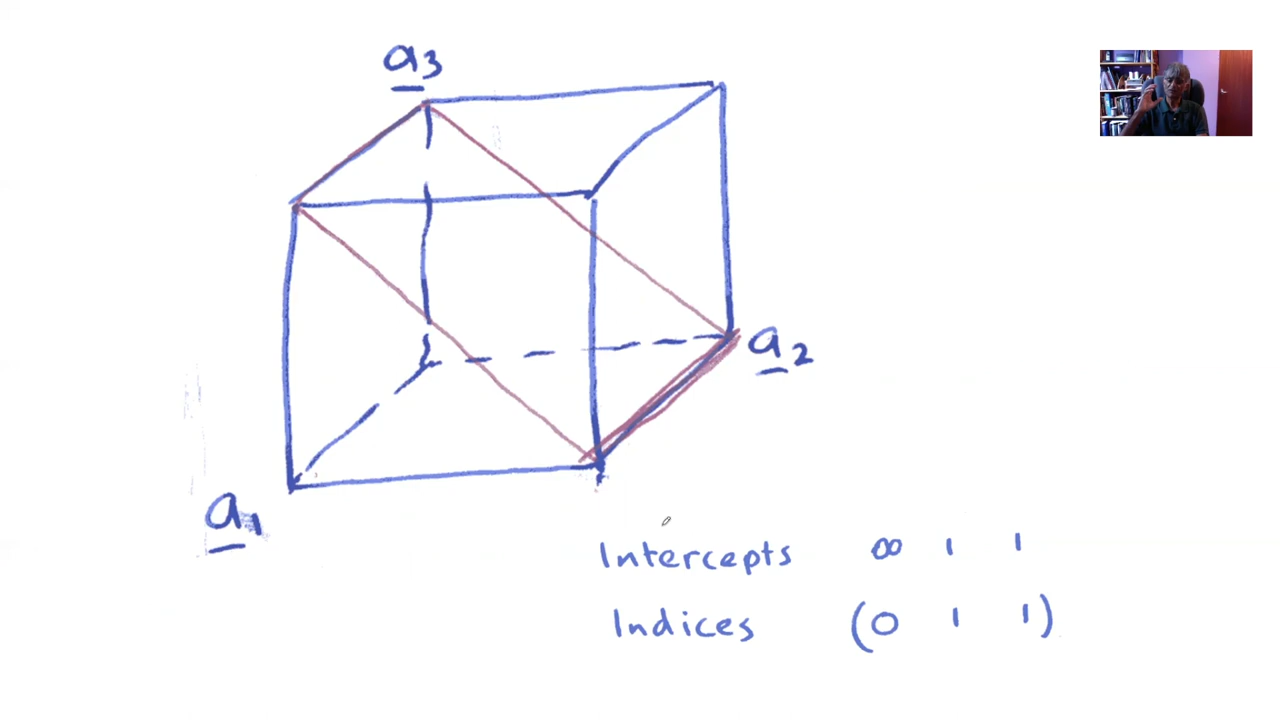 a3
a2
a1
Intercepts ∞ 1 1
Indices (0 1 1)